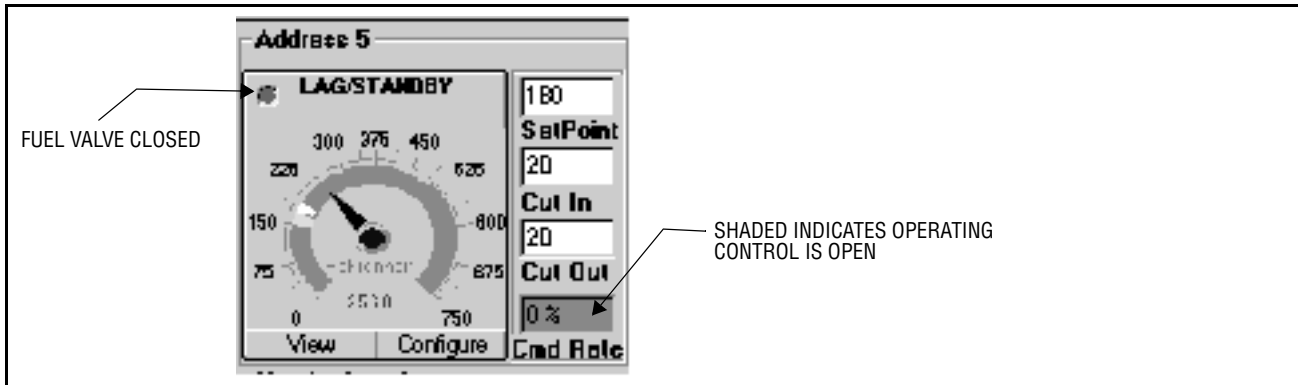 Address 5
LAG/STANDBY
180
SetPoint
FUEL VALVE CLOSED
300 375 450
225 525
20
Cut In
150 600
20
SHADED INDICATES OPERATING
CONTROL IS OPEN
75 675
Cut Out
0 750
0 %
View Configure
Cmd Rate